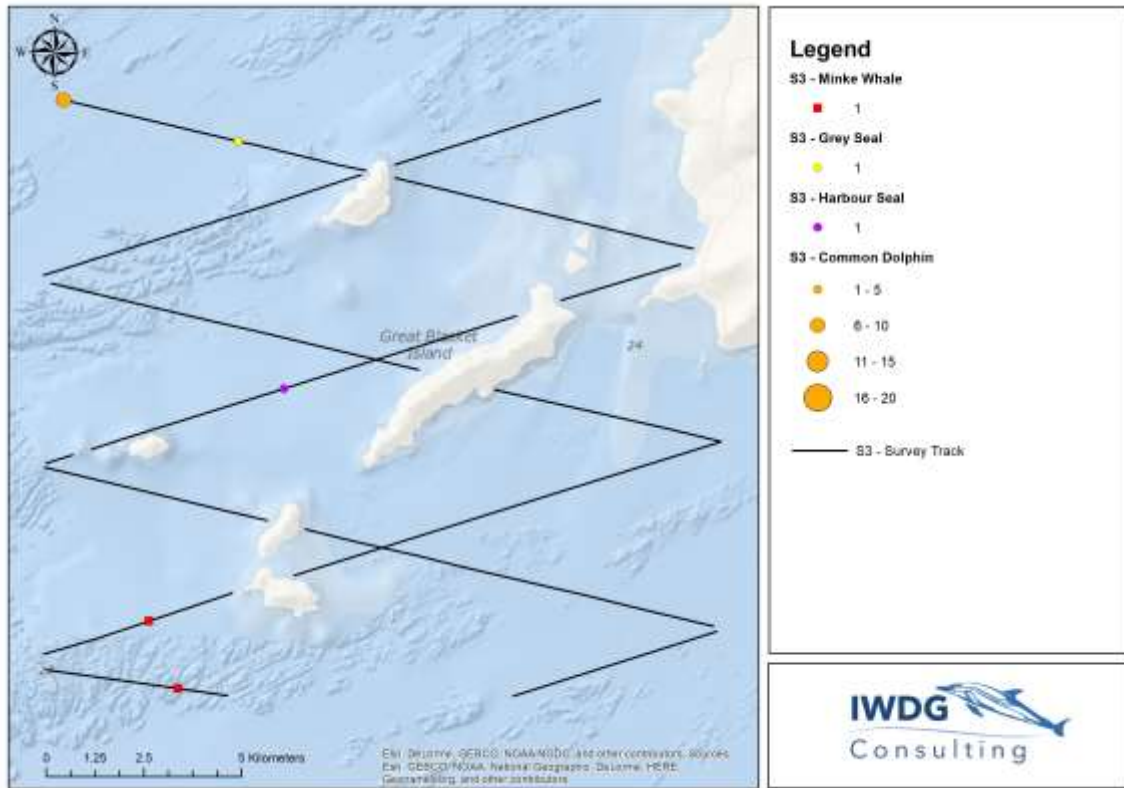 N
W E
S
Great Blasket
Island
24
0 1.25 2.5 5 Kilometers
Esri, DeLorme, GEBCO, NOAA NGDC, and other contributors, Sources:
Esri, GEBCO, NOAA, National Geographic, DeLorme, HERE,
Geonames.org, and other contributors
Legend
S3 - Minke Whale
1
S3 - Grey Seal
1
S3 - Harbour Seal
1
S3 - Common Dolphin
1 - 5
6 - 10
11 - 15
16 - 20
S3 - Survey Track
IWDG
Consulting